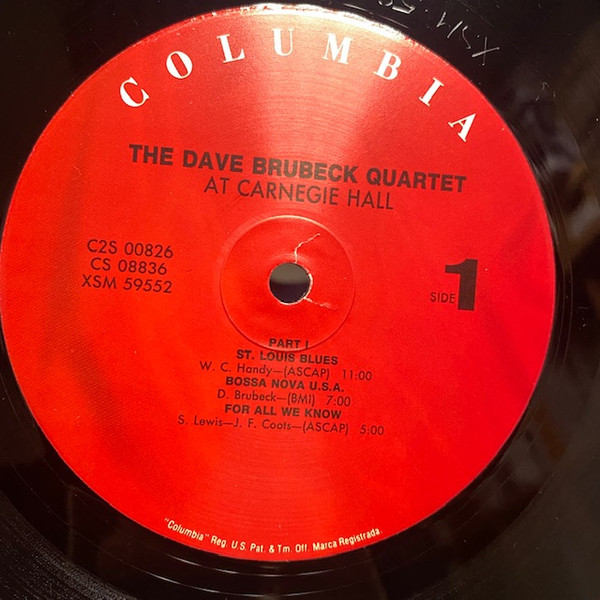 COLUMBIA
THE DAVE BRUBECK QUARTET
AT CARNEGIE HALL
C2S 00826
CS 08836
XSM 59552
SIDE 1
PART I
ST. LOUIS BLUES
W. C. Handy—(ASCAP) 11:00
BOSSA NOVA U.S.A.
D. Brubeck—(BMI) 7:00
FOR ALL WE KNOW
S. Lewis—J. F. Coots—(ASCAP) 5:00
"Columbia" Reg. U.S. Pat. & Tm. Off. Marca Registrada.